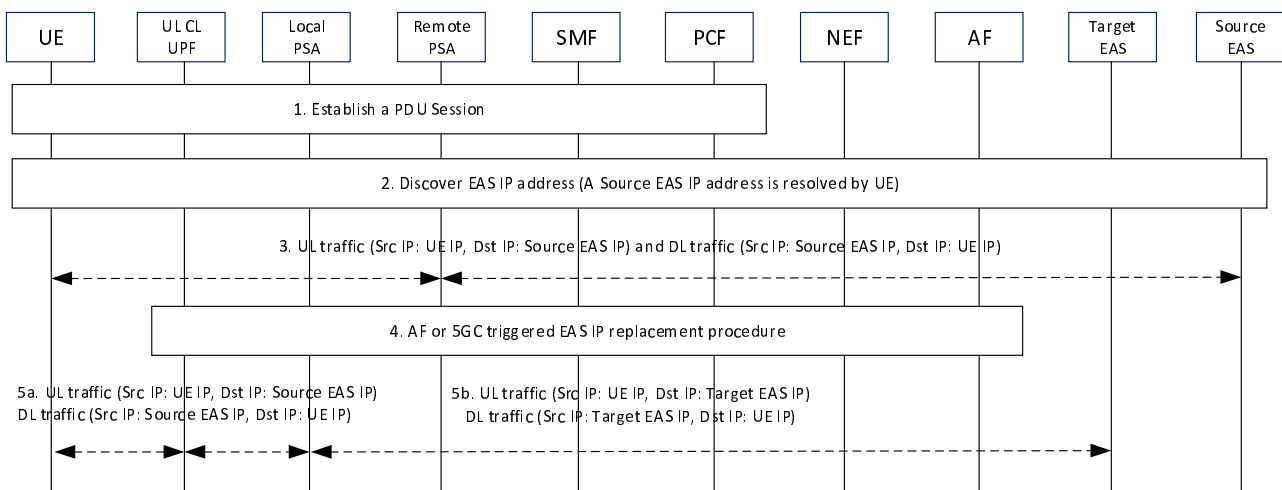 UE
UL CL
UPF
Local
PSA
Remote
PSA
SMF
PCF
NEF
AF
Target
EAS
Source
EAS
1. Establish a PDU Session
2. Discover EAS IP address (A Source EAS IP address is resolved by UE)
3. UL traffic (Src IP: UE IP, Dst IP: Source EAS IP) and DL traffic (Src IP: Source EAS IP, Dst IP: UE IP)
4. AF or 5GC triggered EAS IP replacement procedure
5a. UL traffic (Src IP: UE IP, Dst IP: Source EAS IP)
DL traffic (Src IP: Source EAS IP, Dst IP: UE IP)
5b. UL traffic (Src IP: UE IP, Dst IP: Target EAS IP)
DL traffic (Src IP: Target EAS IP, Dst IP: UE IP)